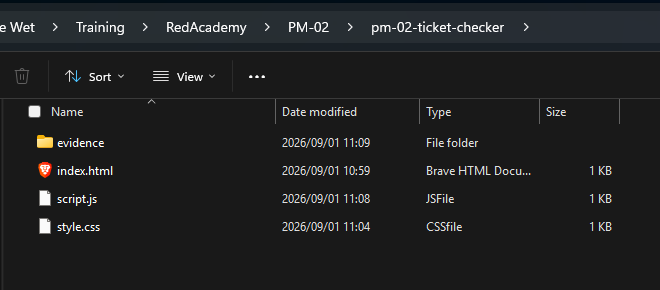 e Wet > Training > RedAcademy > PM-02 > pm-02-ticket-checker >
Sort View ...
Name Date modified Type Size
evidence 2026/09/01 11:09 File folder
index.html 2026/09/01 10:59 Brave HTML Docu... 1 KB
script.js 2026/09/01 11:08 JSFile 1 KB
style.css 2026/09/01 11:04 CSSfile 1 KB